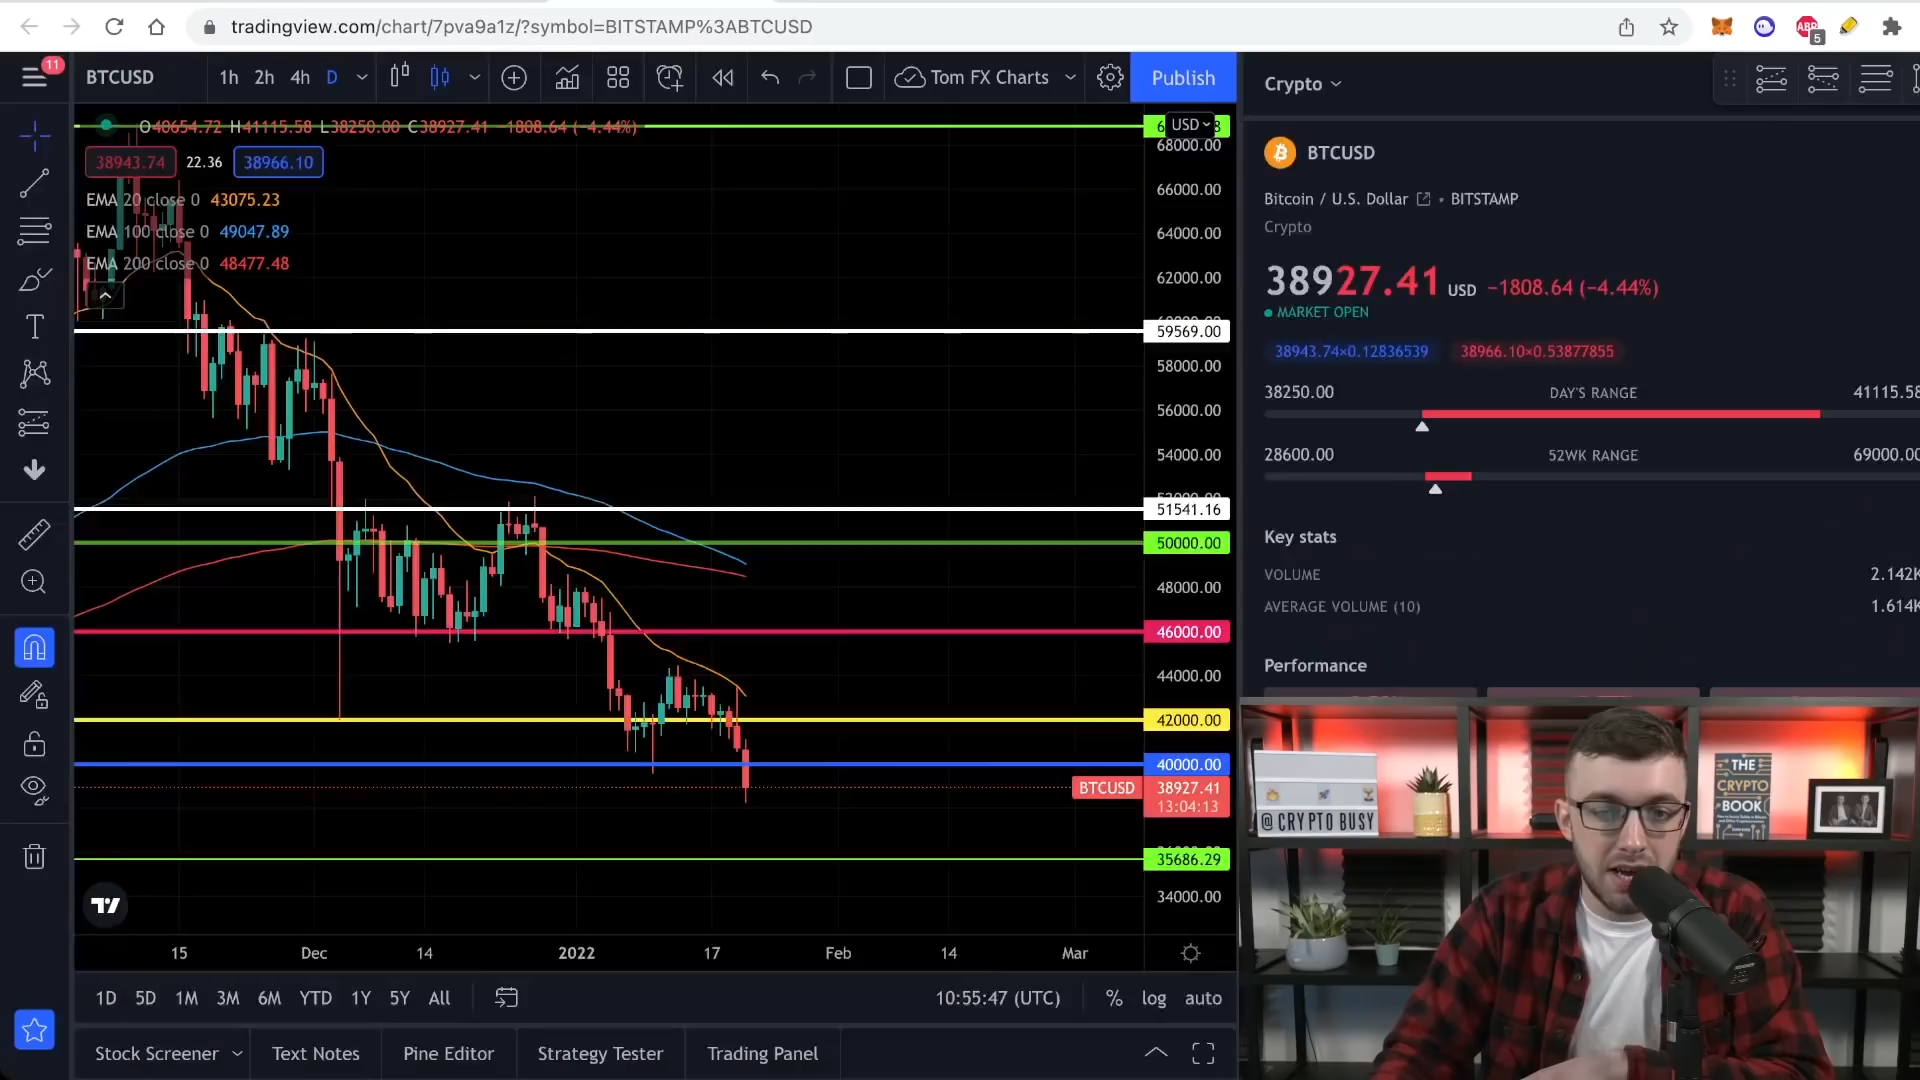 tradingview.com/chart/7pva9a1z/?symbol=BITSTAMP%3ABTCUSD
ABP
5
11
BTCUSD 1h 2h 4h D Tom FX Charts Publish
Crypto
O40654.72 H41115.58 L38250.00 C38927.41 −1808.64 (−4.44%)
38943.74 22.36 38966.10
EMA 20 close 0 43075.23
EMA 100 close 0 49047.89
EMA 200 close 0 48477.48
USD
68000.00
66000.00
64000.00
62000.00
59569.00
58000.00
56000.00
54000.00
51541.16
50000.00
48000.00
46000.00
44000.00
42000.00
40000.00
BTCUSD 38927.41
13:04:13
35686.29
34000.00
15 Dec 14 2022 17 Feb 14 Mar
1D 5D 1M 3M 6M YTD 1Y 5Y All 10:55:47 (UTC) % log auto
Stock Screener Text Notes Pine Editor Strategy Tester Trading Panel
BTCUSD
Bitcoin / U.S. Dollar • BITSTAMP
Crypto
38927.41 USD −1808.64 (−4.44%)
MARKET OPEN
38943.74×0.12836539 38966.10×0.53877855
38250.00 DAY'S RANGE 41115.58
28600.00 52WK RANGE 69000.00
Key stats
VOLUME 2.142K
AVERAGE VOLUME (10) 1.614K
Performance
@CRYPTO BUSY
THE
CRYPTO
BOOK